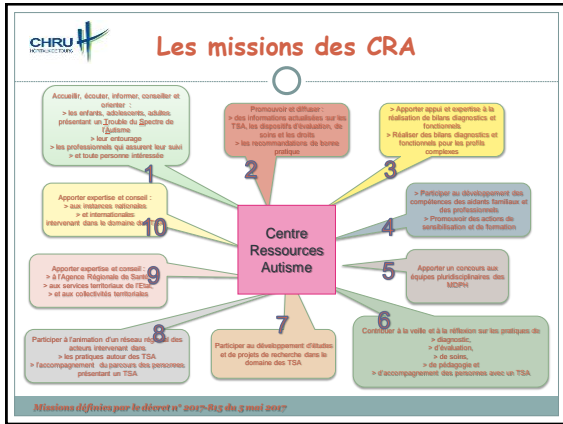 CHRU
HOPITAUX DE TOURS
Les missions des CRA
Accueillir, écouter, informer, conseiller et
orienter :
> les enfants, adolescents, adultes,
présentant un Trouble du Spectre de
l'Autisme
> leur entourage
> les professionnels qui assurent leur suivi
> et toute personne intéressée
1
Promouvoir et diffuser :
> des informations actualisées sur les
TSA, les dispositifs d'évaluation, de
soins et les droits
> les recommandations de bonne
pratique
2
> Apporter appui et expertise à la
réalisation de bilans diagnostics et
fonctionnels
> Réaliser des bilans diagnostics et
fonctionnels pour les profils
complexes
3
> Participer au développement des
compétences des aidants familiaux et
des professionnels
> Promouvoir des actions de
sensibilisation et de formation
4
Apporter un concours aux
équipes pluridisciplinaires des
MDPH
5
Contribuer à la veille et à la réflexion sur les pratiques de
> diagnostic,
> d'évaluation,
> de soins,
> de pédagogie et
> d'accompagnement des personnes avec un TSA
6
Participer au développement d'études
et de projets de recherche dans le
domaine des TSA
7
Participer à l'animation d'un réseau régional des
acteurs intervenant dans
> les pratiques autour des TSA
> l'accompagnement du parcours des personnes
présentant un TSA
8
Apporter expertise et conseil :
> à l'Agence Régionale de Santé,
> aux services territoriaux de l'Etat,
> et aux collectivités territoriales
9
Apporter expertise et conseil :
> aux instances nationales
> et internationales
intervenant dans le domaine des
10
Centre
Ressources
Autisme
Missions définies par le décret n° 2017-815 du 5 mai 2017